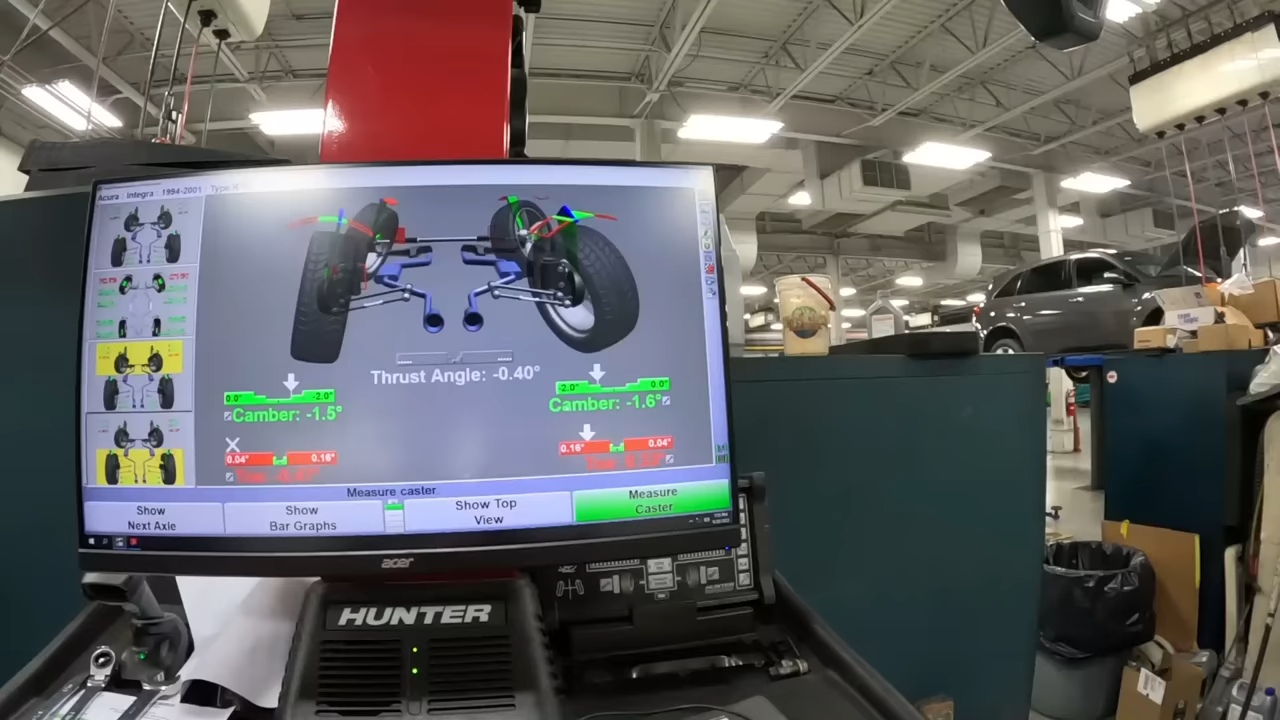 Acura : Integra : 1994-2001 : Type R
Thrust Angle: -0.40°
0.0° -2.0°
-2.0° 0.0°
Camber: -1.5°
Camber: -1.6°
0.04° 0.16°
0.16° 0.04°
Measure caster
Show
Next Axle
Show
Bar Graphs
Show Top
View
Measure
Caster
acer
HUNTER